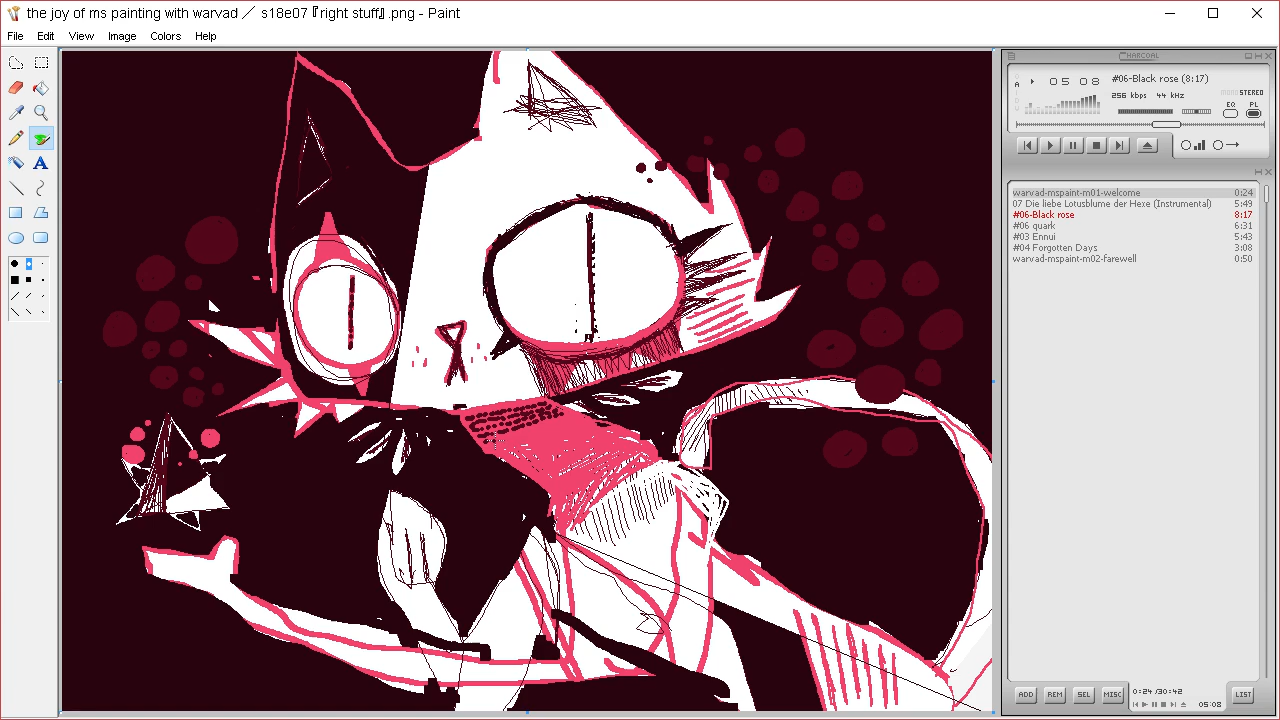 the joy of ms painting with warvad ／ s18e07『right stuff』.png - Paint
File Edit View Image Colors Help
CHARCOAL
05 08
#06-Black rose (8:17)
256 kbps 44 kHz
MONO STEREO
EQ PL
warvad-mspaint-m01-welcome 0:24
07 Die liebe Lotusblume der Hexe (Instrumental) 5:49
#06-Black rose 8:17
#06 quark 6:31
#03 Ennui 5:43
#04 Forgotten Days 3:08
warvad-mspaint-m02-farewell 0:50
ADD REM SEL MISC 0:24/30:42 05:08 LIST